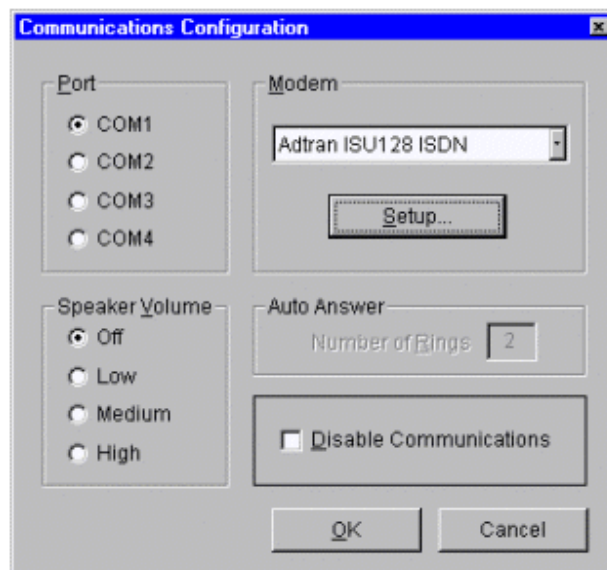 Communications Configuration
Port
COM1
COM2
COM3
COM4
Modem
Adtran ISU128 ISDN
Setup...
Speaker Volume
Off
Low
Medium
High
Auto Answer
Number of Rings 2
Disable Communications
OK
Cancel